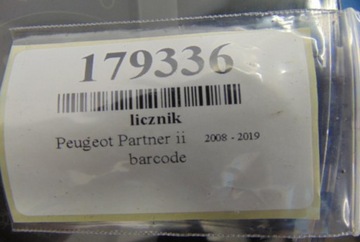 179336
licznik
Peugeot Partner ii 2008 - 2019
barcode